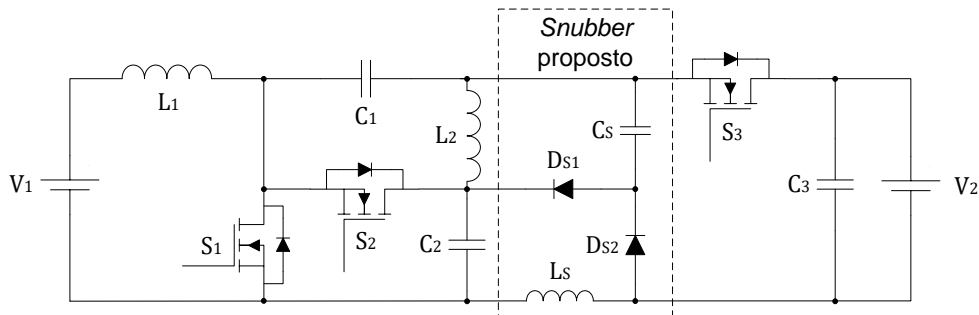 Snubber
proposto
L1
C1
L2
CS
S3
DS1
V1
C3
V2
S1
S2
C2
DS2
LS